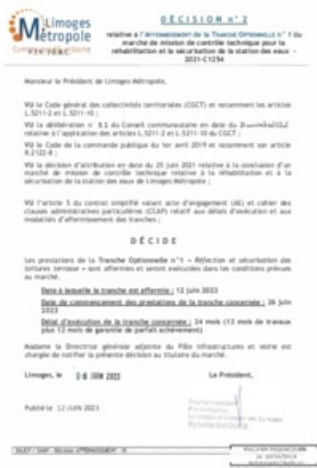 Limoges
Métropole
DÉCISION n° 2
relative à l'AFFERMISSEMENT DE LA TRANCHE OPTIONNELLE N° 1 du
marché de mission de contrôle technique pour la
réhabilitation et la sécurisation de la station des eaux -
2021-C1254
Monsieur le Président de Limoges Métropole,
VU le Code général des collectivités territoriales (CGCT) et notamment les articles
L.5211-2 et L.5211-10 ;
VU la délibération n° 3.1 du Conseil communautaire en date du
relative à l'application des articles L.5211-2 et L.5211-10 du CGCT ;
VU le Code de la commande publique du 1er avril 2019 et notamment son article
R.2122-8 ;
VU la décision d'attribution en date du 25 juin 2021 relative à la conclusion d'un
marché de mission de contrôle technique relative à la réhabilitation et à la
sécurisation de la station des eaux de Limoges Métropole ;
VU l'article 5 du contrat simplifié valant acte d'engagement (AE) et cahier des
clauses administratives particulières (CCAP) relatif aux délais d'exécution et aux
modalités d'affermissement des tranches ;
DÉCIDE
Les prestations de la Tranche Optionnelle n°1 - Réfection et sécurisation des
toitures terrasse - sont affermies et seront exécutées dans les conditions prévues
au marché.
Date à laquelle la tranche est affermie : 12 juin 2023
Date de commencement des prestations de la tranche concernée : 26 juin
2023
Délai d'exécution de la tranche concernée : 24 mois (12 mois de travaux
plus 12 mois de garantie de parfait achèvement)
Madame la Directrice générale adjointe du Pôle Infrastructures et voirie est
chargée de notifier la présente décision au titulaire du marché.
Limoges, le 06 JUIN 2023
Le Président,
Publié le 12 JUIN 2023